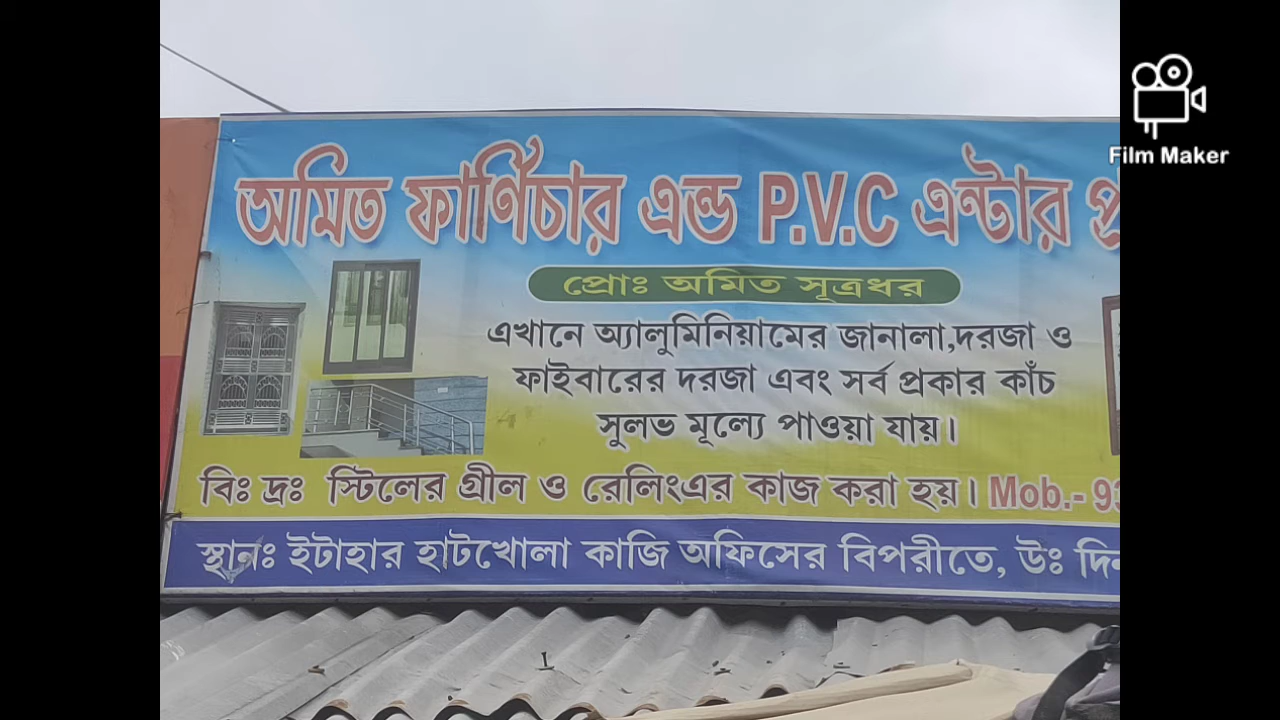 Film Maker
অমিত ফার্ণিচার এন্ড P.V.C এন্টার
প্রোঃ অমিত সূত্রধর
এখানে অ্যালুমিনিয়ামের জানালা,দরজা ও
ফাইবারের দরজা এবং সর্ব প্রকার কাঁচ
সুলভ মূল্যে পাওয়া যায়।
বিঃ দ্রঃ স্টিলের গ্রীল ও রেলিংএর কাজ করা হয়। Mob.- 93
স্থানঃ ইটাহার হাটখোলা কাজি অফিসের বিপরীতে, উঃ